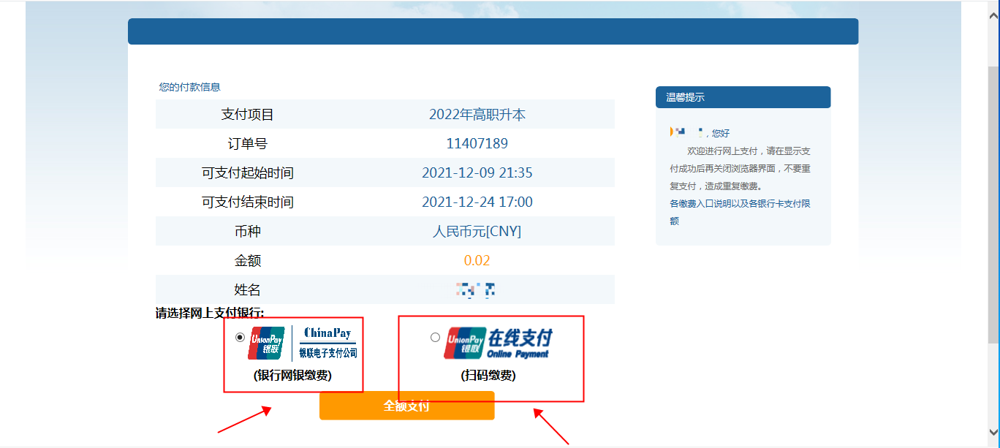 您的付款信息
支付项目 2022年高职升本
订单号 11407189
可支付起始时间 2021-12-09 21:35
可支付结束时间 2021-12-24 17:00
币种 人民币元[CNY]
金额 0.02
姓名
请选择网上支付银行:
UnionPay 银联 ChinaPay 银联电子支付公司
(银行网银缴费)
UnionPay 银联 在线支付 Online Payment
(扫码缴费)
全额支付
温馨提示
，您好
欢迎进行网上支付，请在显示支
付成功后再关闭浏览器界面，不要重
复支付，造成重复缴费。
各缴费入口说明以及各银行卡支付限
额